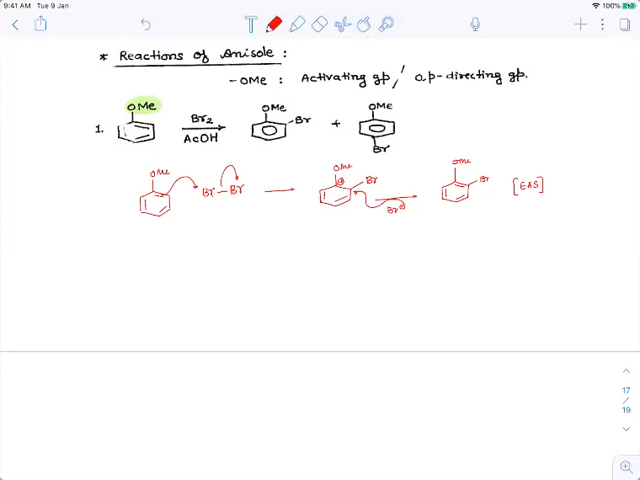 9:41 AM Tue 9 Jan
100%
* Reactions of Anisole :
-OMe : Activating gp / o,p-directing gp.
OMe OMe OMe
1. Br2 Br +
AcOH
Br
OMe OMe OMe
Br-Br Br Br [EAS]
⊕
Br⊖
17
/
19